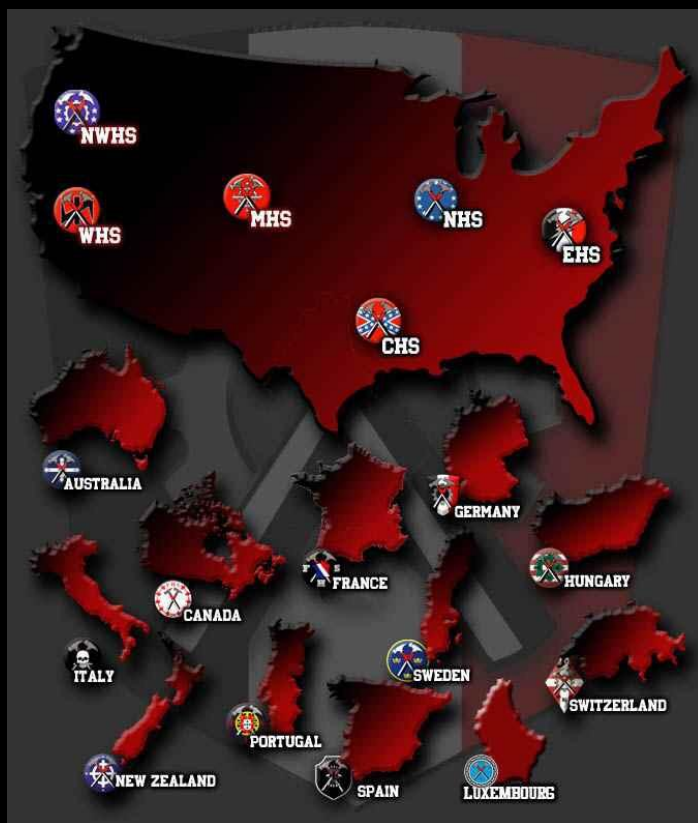 NWHS
WHS
MHS
NHS
EHS
CHS
AUSTRALIA
GERMANY
FRANCE
HUNGARY
CANADA
ITALY
SWEDEN
SWITZERLAND
PORTUGAL
NEW ZEALAND
SPAIN
LUXEMBOURG